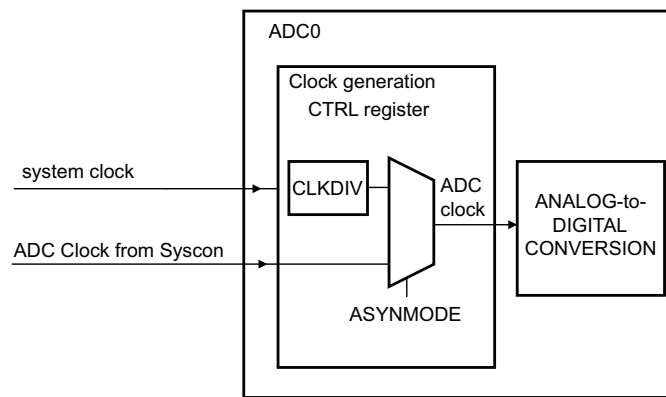 ADC0
Clock generation
CTRL register
system clock
CLKDIV
ADC
clock
ANALOG-to-
DIGITAL
CONVERSION
ADC Clock from Syscon
ASYNMODE